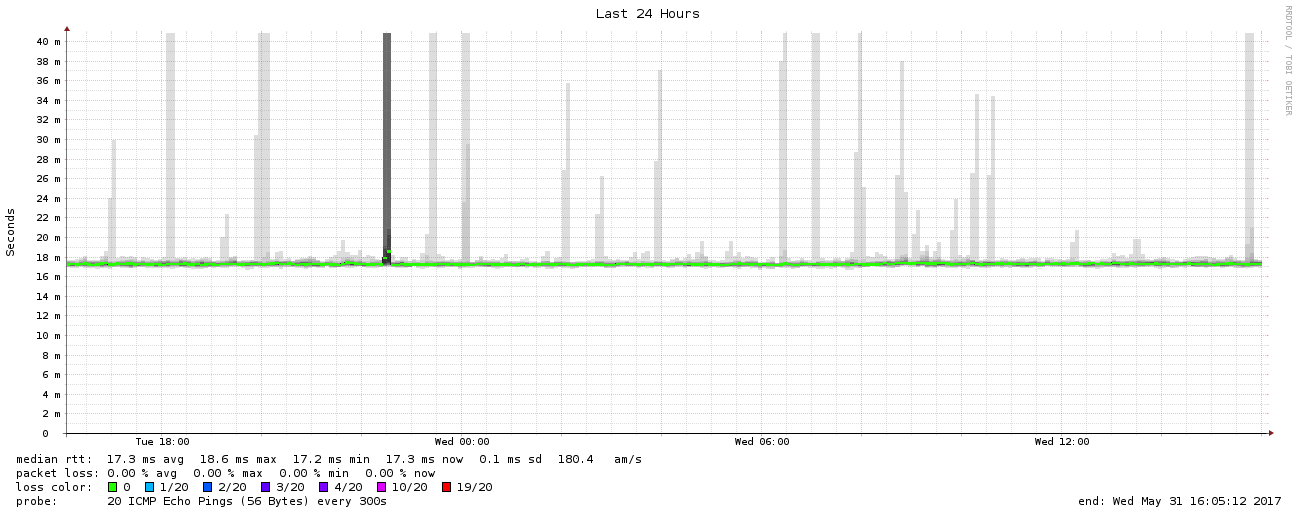 Last 24 Hours
RRDTOOL / TOBI OETIKER
Seconds
40 m
38 m
36 m
34 m
32 m
30 m
28 m
26 m
24 m
22 m
20 m
18 m
16 m
14 m
12 m
10 m
8 m
6 m
4 m
2 m
0
Tue 18:00 Wed 00:00 Wed 06:00 Wed 12:00
median rtt: 17.3 ms avg 18.6 ms max 17.2 ms min 17.3 ms now 0.1 ms sd 180.4 am/s
packet loss: 0.00 % avg 0.00 % max 0.00 % min 0.00 % now
loss color: 0 1/20 2/20 3/20 4/20 10/20 19/20
probe: 20 ICMP Echo Pings (56 Bytes) every 300s end: Wed May 31 16:05:12 2017